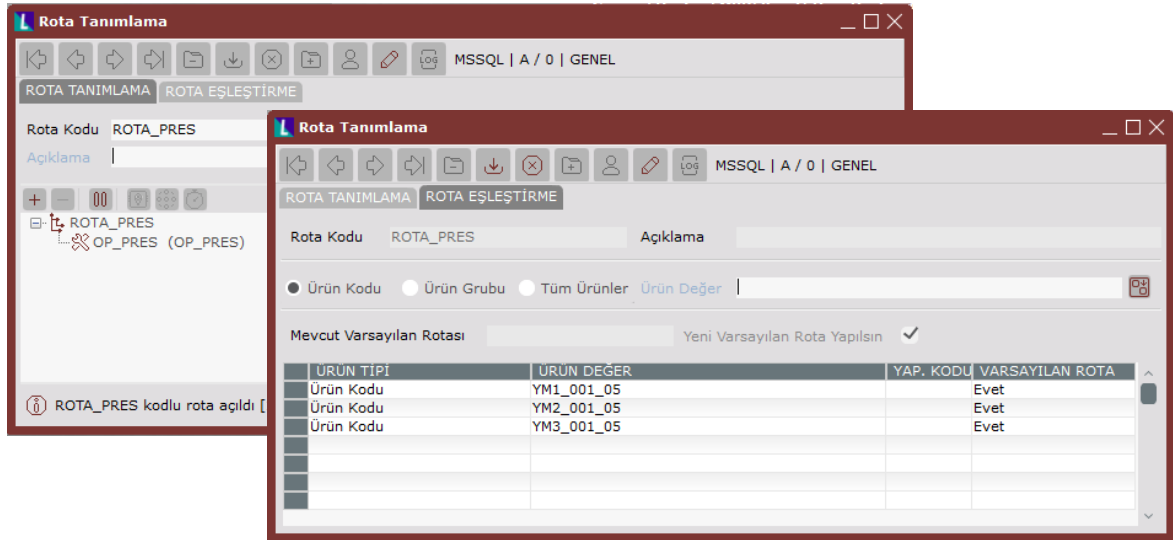 Rota Tanımlama
MSSQL | A / 0 | GENEL
ROTA TANIMLAMA ROTA EŞLEŞTİRME
Rota Kodu ROTA_PRES
Açıklama
ROTA_PRES
OP_PRES (OP_PRES)
ROTA_PRES kodlu rota açıldı [
Rota Tanımlama
LOG MSSQL | A / 0 | GENEL
ROTA TANIMLAMA ROTA EŞLEŞTİRME
Rota Kodu ROTA_PRES Açıklama
Ürün Kodu Ürün Grubu Tüm Ürünler Ürün Değer
Mevcut Varsayılan Rotası Yeni Varsayılan Rota Yapılsın
ÜRÜN TİPİ ÜRÜN DEĞER YAP. KODU VARSAYILAN ROTA
Ürün Kodu YM1_001_05 Evet
Ürün Kodu YM2_001_05 Evet
Ürün Kodu YM3_001_05 Evet